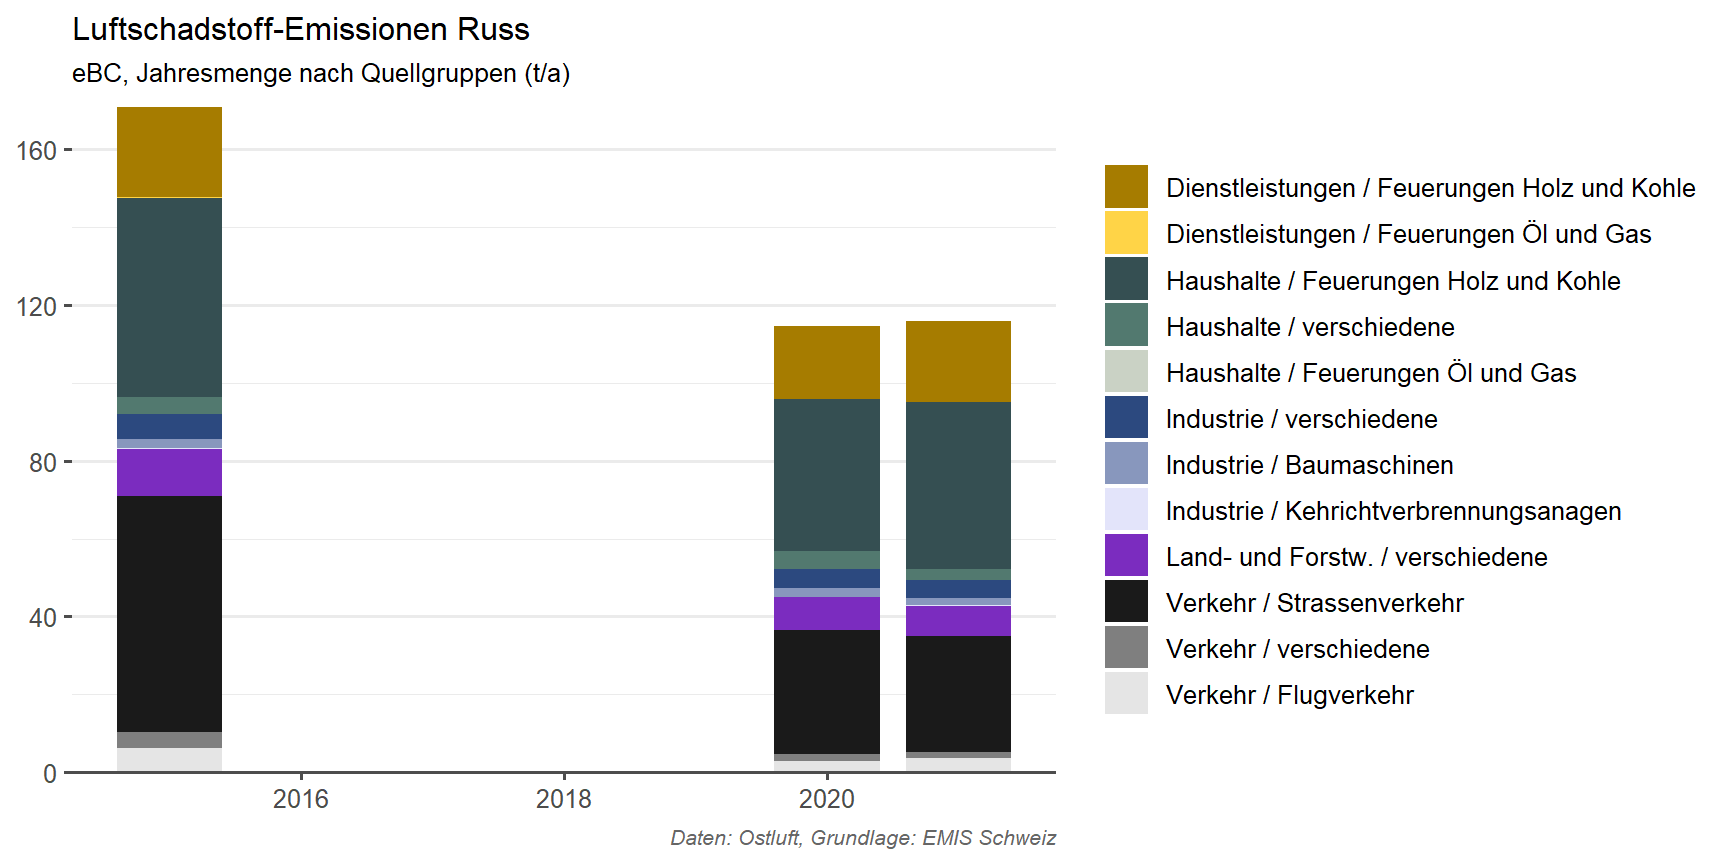 Luftschadstoff-Emissionen Russ
eBC, Jahresmenge nach Quellgruppen (t/a)
160
120
80
40
0
2016
2018
2020
Dienstleistungen / Feuerungen Holz und Kohle
Dienstleistungen / Feuerungen Öl und Gas
Haushalte / Feuerungen Holz und Kohle
Haushalte / verschiedene
Haushalte / Feuerungen Öl und Gas
Industrie / verschiedene
Industrie / Baumaschinen
Industrie / Kehrichtverbrennungsanagen
Land- und Forstw. / verschiedene
Verkehr / Strassenverkehr
Verkehr / verschiedene
Verkehr / Flugverkehr
Daten: Ostluft, Grundlage: EMIS Schweiz